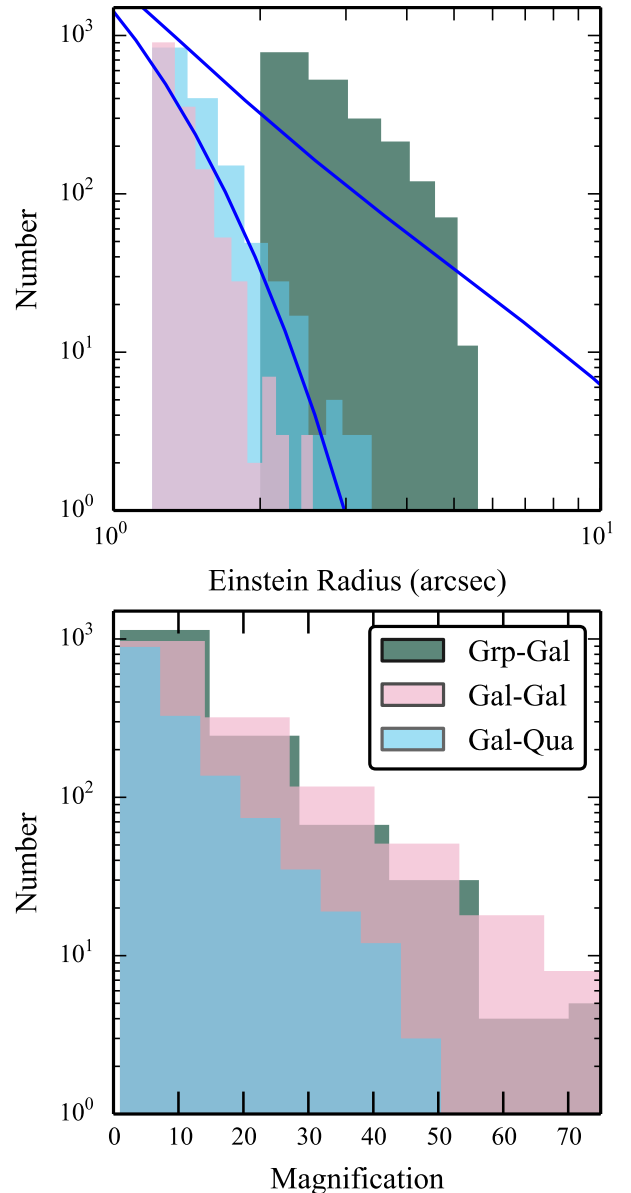 10³
10²
10¹
10⁰
Number
10⁰
10¹
Einstein Radius (arcsec)
10³
10²
10¹
10⁰
Number
Grp-Gal
Gal-Gal
Gal-Qua
0 10 20 30 40 50 60 70
Magnification